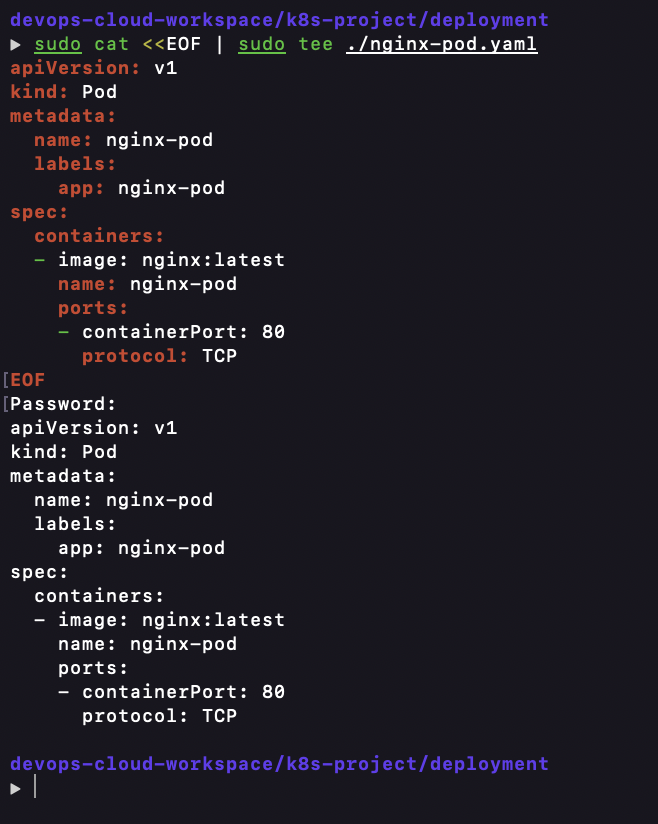 devops-cloud-workspace/k8s-project/deployment
▶ sudo cat <<EOF | sudo tee ./nginx-pod.yaml
apiVersion: v1
kind: Pod
metadata:
  name: nginx-pod
  labels:
    app: nginx-pod
spec:
  containers:
  - image: nginx:latest
    name: nginx-pod
    ports:
    - containerPort: 80
      protocol: TCP
[EOF
[Password:
apiVersion: v1
kind: Pod
metadata:
  name: nginx-pod
  labels:
    app: nginx-pod
spec:
  containers:
  - image: nginx:latest
    name: nginx-pod
    ports:
    - containerPort: 80
      protocol: TCP
devops-cloud-workspace/k8s-project/deployment
▶